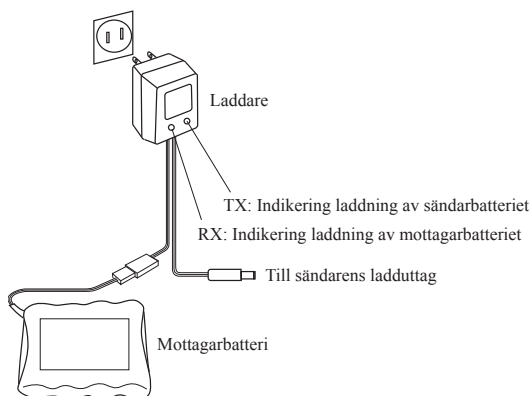 Laddare
TX: Indikering laddning av sändarbatteriet
RX: Indikering laddning av mottagarbatteriet
Till sändarens ladduttag
Mottagarbatteri